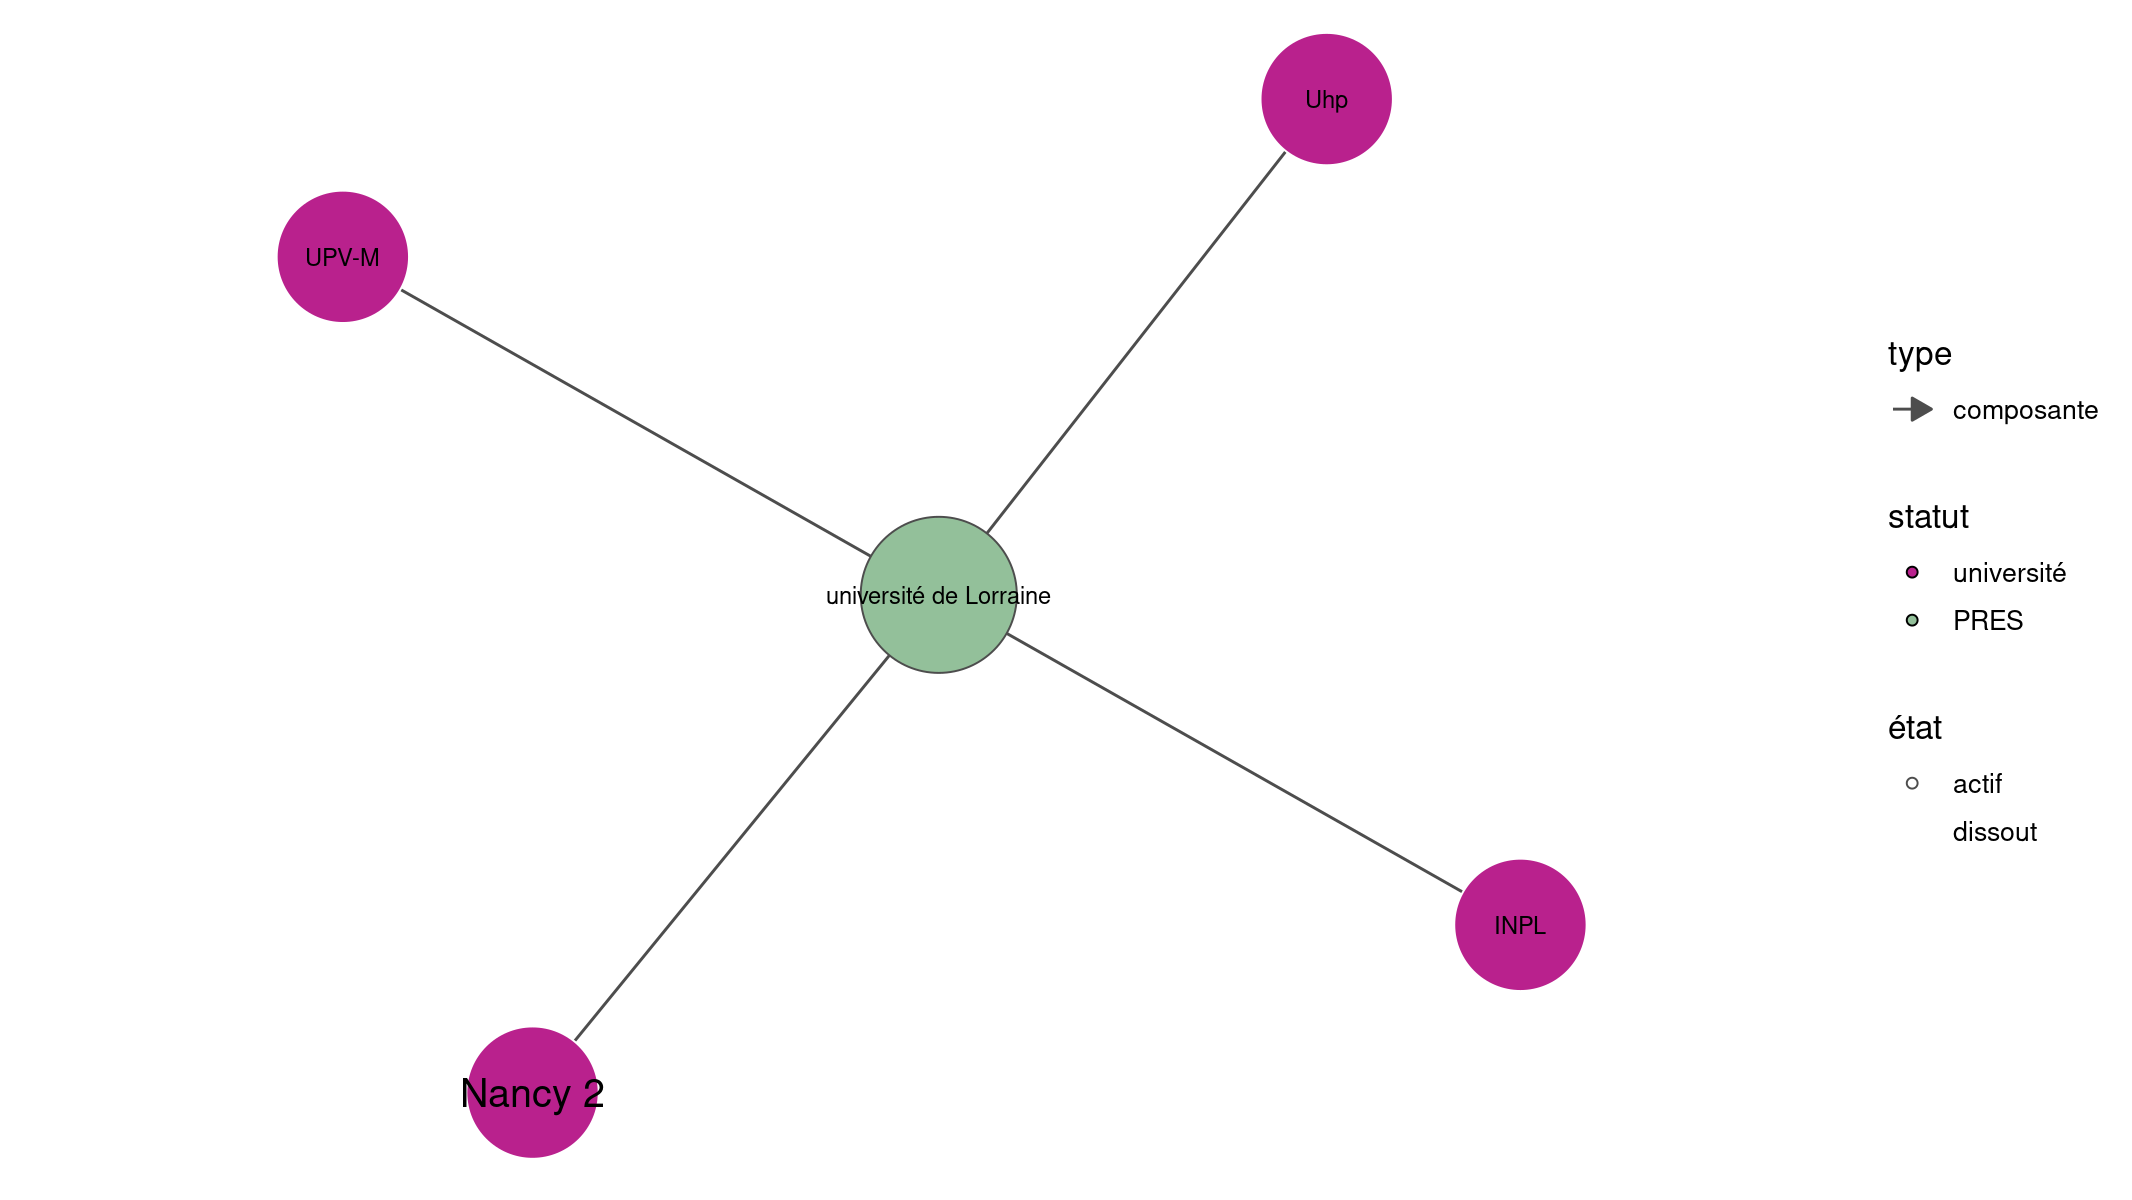 Uhp
UPV-M
université de Lorraine
INPL
Nancy 2
type
composante
statut
université
PRES
état
actif
dissout